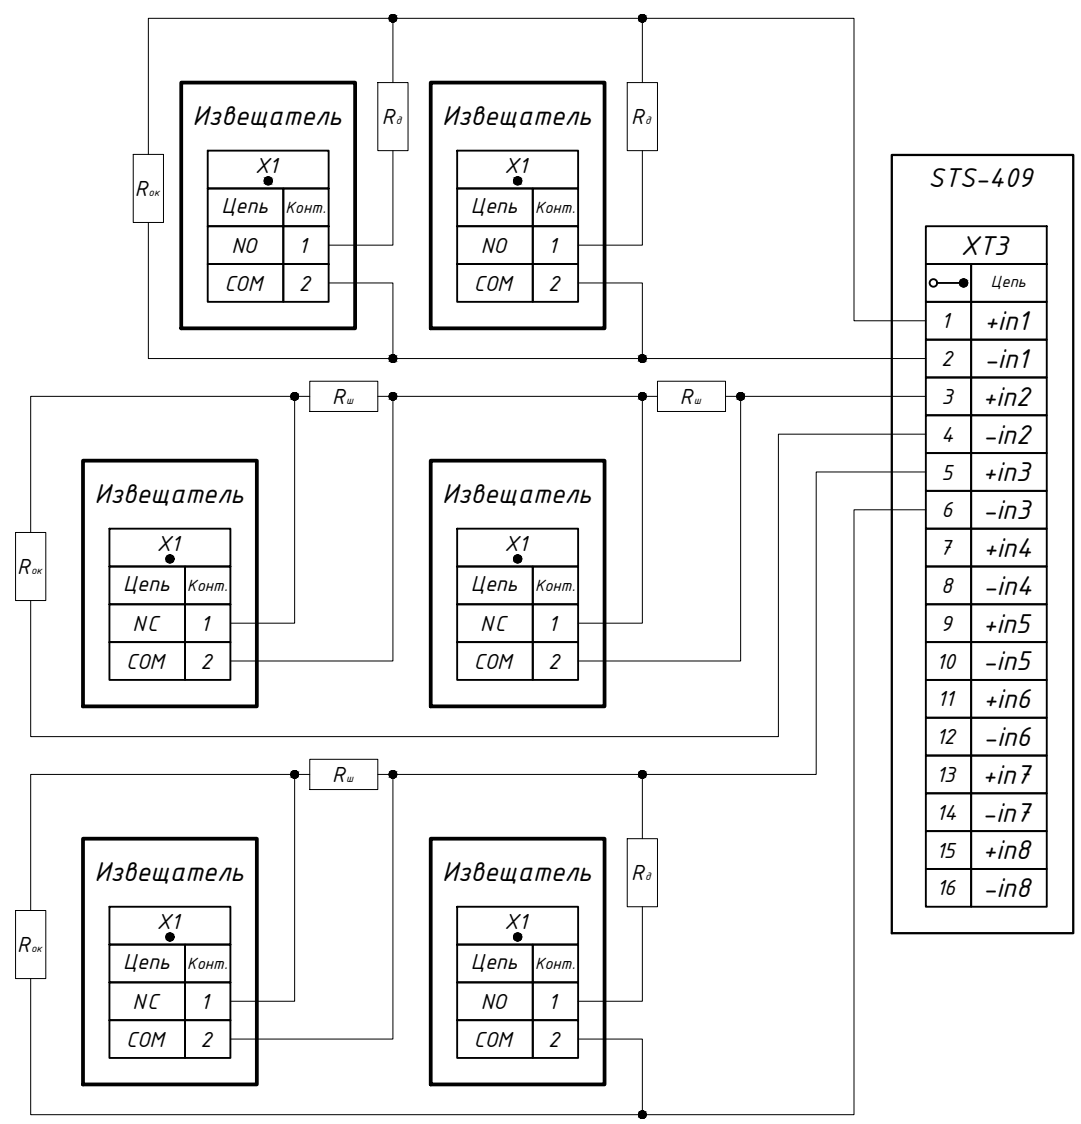 Извещатель
X1
Цепь Конт.
NO 1
COM 2
Rд
Извещатель
X1
Цепь Конт.
NO 1
COM 2
Rд
Rок
Rш
Rш
Извещатель
X1
Цепь Конт.
NC 1
COM 2
Извещатель
X1
Цепь Конт.
NC 1
COM 2
Rок
Rш
Извещатель
X1
Цепь Конт.
NC 1
COM 2
Извещатель
X1
Цепь Конт.
NO 1
COM 2
Rд
Rок
STS-409
XT3
Цепь
1 +in1
2 -in1
3 +in2
4 -in2
5 +in3
6 -in3
7 +in4
8 -in4
9 +in5
10 -in5
11 +in6
12 -in6
13 +in7
14 -in7
15 +in8
16 -in8